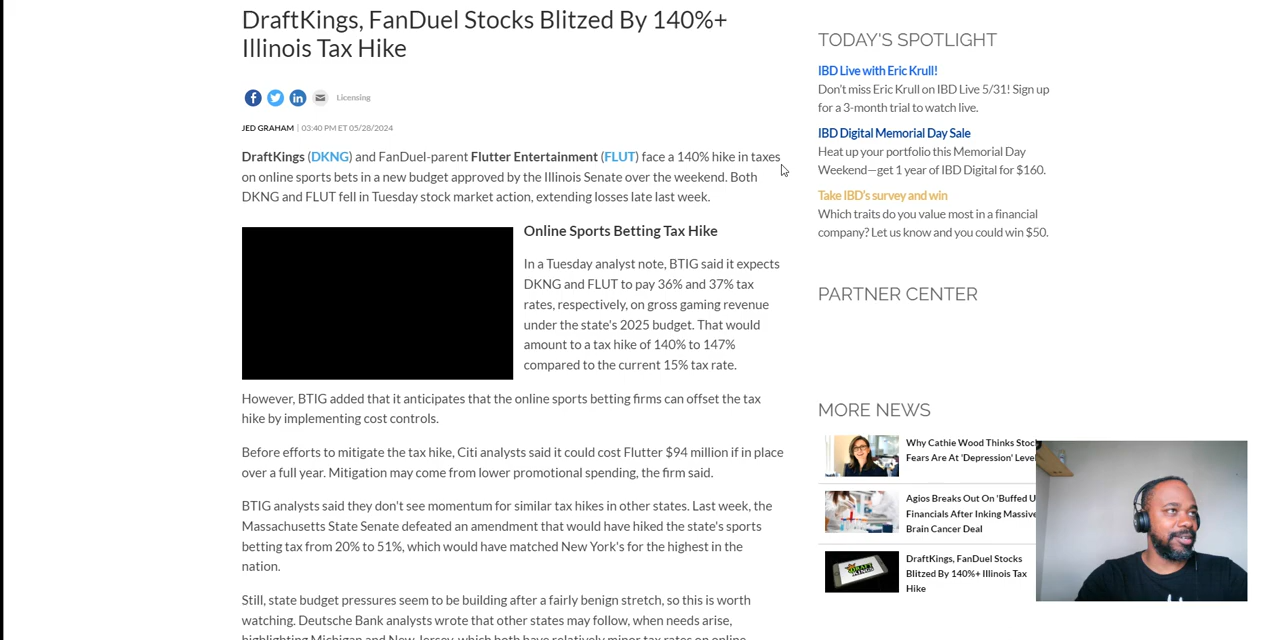 DraftKings, FanDuel Stocks Blitzed By 140%+
Illinois Tax Hike
Licensing
JED GRAHAM | 03:40 PM ET 05/28/2024
DraftKings (DKNG) and FanDuel-parent Flutter Entertainment (FLUT) face a 140% hike in taxes
on online sports bets in a new budget approved by the Illinois Senate over the weekend. Both
DKNG and FLUT fell in Tuesday stock market action, extending losses late last week.
Online Sports Betting Tax Hike
In a Tuesday analyst note, BTIG said it expects
DKNG and FLUT to pay 36% and 37% tax
rates, respectively, on gross gaming revenue
under the state's 2025 budget. That would
amount to a tax hike of 140% to 147%
compared to the current 15% tax rate.
However, BTIG added that it anticipates that the online sports betting firms can offset the tax
hike by implementing cost controls.
Before efforts to mitigate the tax hike, Citi analysts said it could cost Flutter $94 million if in place
over a full year. Mitigation may come from lower promotional spending, the firm said.
BTIG analysts said they don't see momentum for similar tax hikes in other states. Last week, the
Massachusetts State Senate defeated an amendment that would have hiked the state's sports
betting tax from 20% to 51%, which would have matched New York's for the highest in the
nation.
Still, state budget pressures seem to be building after a fairly benign stretch, so this is worth
watching. Deutsche Bank analysts wrote that other states may follow, when needs arise,
highlighting Michigan and New Jersey, which both have relatively minor tax rates on online
TODAY'S SPOTLIGHT
IBD Live with Eric Krull!
Don't miss Eric Krull on IBD Live 5/31! Sign up
for a 3-month trial to watch live.
IBD Digital Memorial Day Sale
Heat up your portfolio this Memorial Day
Weekend—get 1 year of IBD Digital for $160.
Take IBD's survey and win
Which traits do you value most in a financial
company? Let us know and you could win $50.
PARTNER CENTER
MORE NEWS
Why Cathie Wood Thinks Stock
Fears Are At 'Depression' Level
Agios Breaks Out On 'Buffed U
Financials After Inking Massive
Brain Cancer Deal
DraftKings, FanDuel Stocks
Blitzed By 140%+ Illinois Tax
Hike